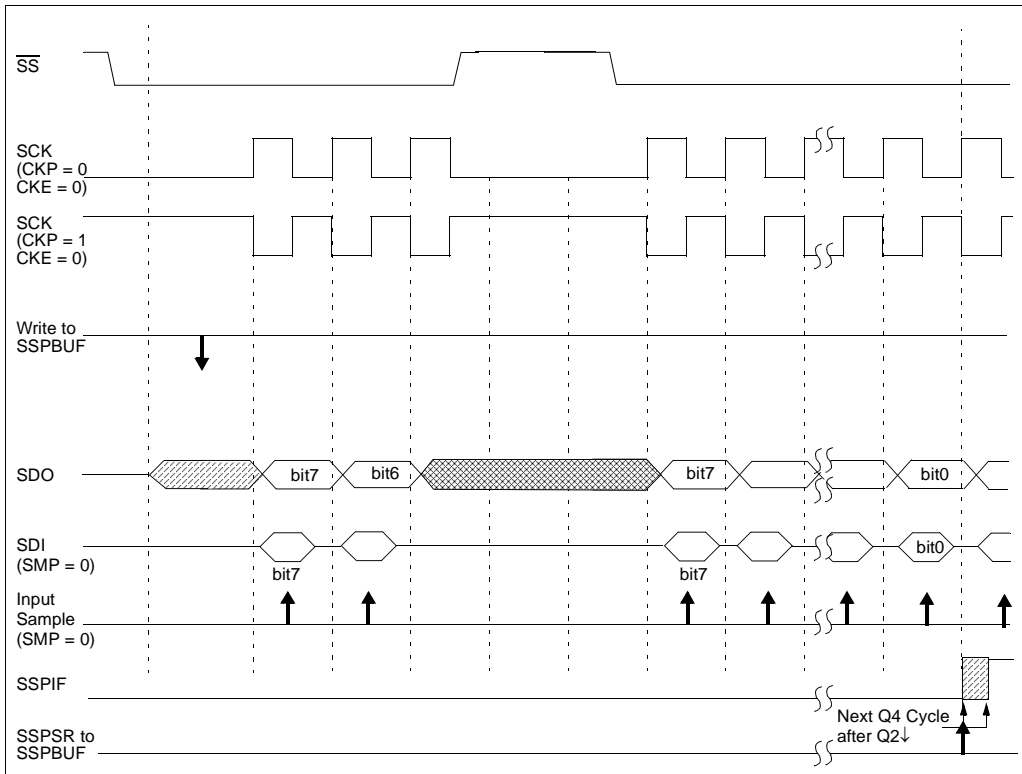 SS
SCK
(CKP = 0
CKE = 0)
SCK
(CKP = 1
CKE = 0)
Write to
SSPBUF
SDO
bit7
bit6
bit7
bit0
SDI
(SMP = 0)
bit7
bit7
bit0
Input
Sample
(SMP = 0)
SSPIF
Next Q4 Cycle
after Q2↓
SSPSR to
SSPBUF